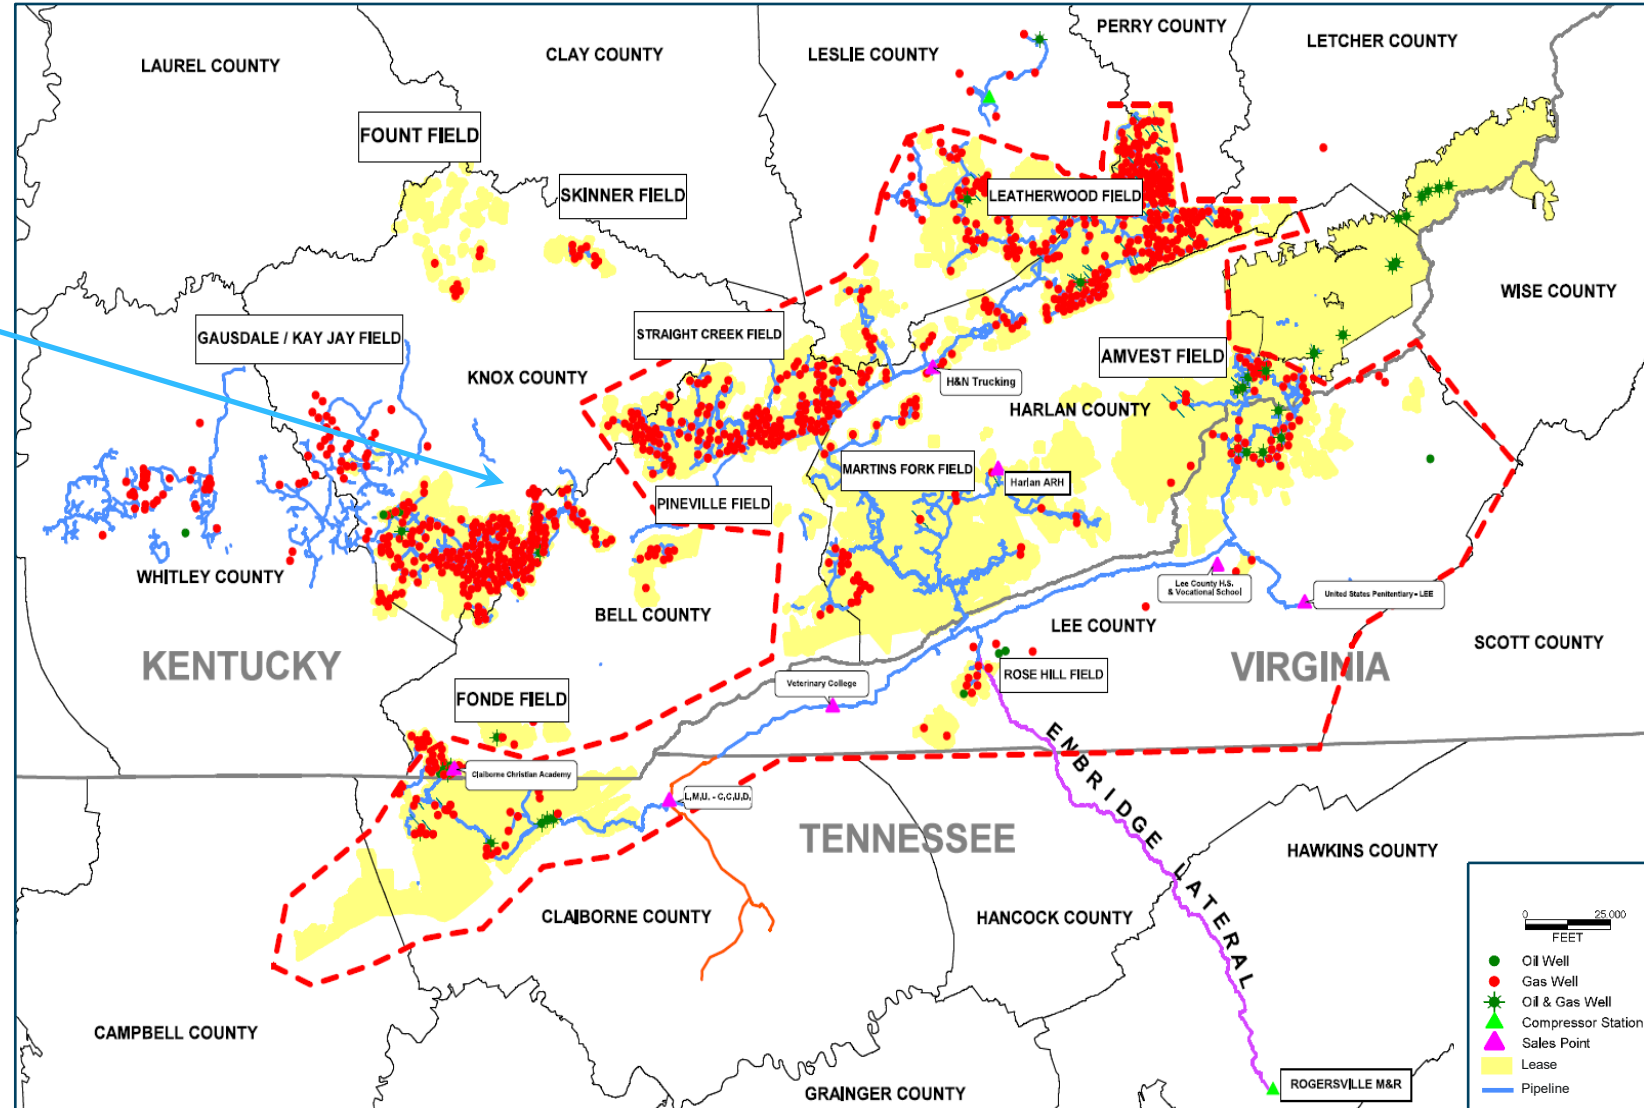 PERRY COUNTY
LETCHER COUNTY
CLAY COUNTY
LESLIE COUNTY
LAUREL COUNTY
FOUNT FIELD
SKINNER FIELD
LEATHERWOOD FIELD
WISE COUNTY
GAUSDALE / KAY JAY FIELD
STRAIGHT CREEK FIELD
AMVEST FIELD
KNOX COUNTY
H&N Trucking
HARLAN COUNTY
MARTINS FORK FIELD
Harlan ARH
PINEVILLE FIELD
WHITLEY COUNTY
Lee County H.S.
& Vocational School
United States Penitentiary - LEE
BELL COUNTY
LEE COUNTY
SCOTT COUNTY
KENTUCKY
VIRGINIA
ROSE HILL FIELD
Veterinary College
FONDE FIELD
ENBRIDGE LATERAL
Claiborne Christian Academy
L.M.U. - C.C.U.D.
TENNESSEE
HAWKINS COUNTY
CLAIBORNE COUNTY
HANCOCK COUNTY
CAMPBELL COUNTY
GRAINGER COUNTY
ROGERSVILLE M&R
0 25,000
FEET
Oil Well
Gas Well
Oil & Gas Well
Compressor Station
Sales Point
Lease
Pipeline